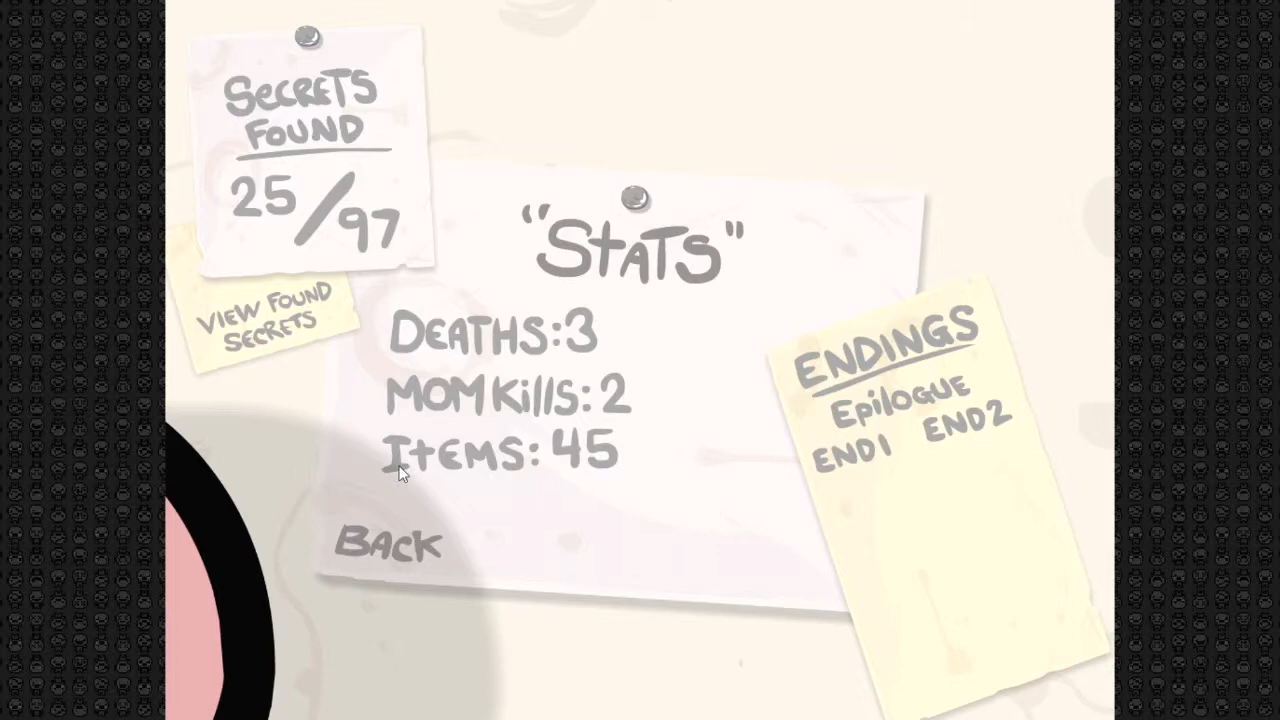 SECRETS
FOUND
25/97
VIEW FOUND
SECRETS
"STATS"
DEATHS:3
MOM Kills:2
ITEMS:45
BACK
ENDINGS
EpilOGUE
END1 END2